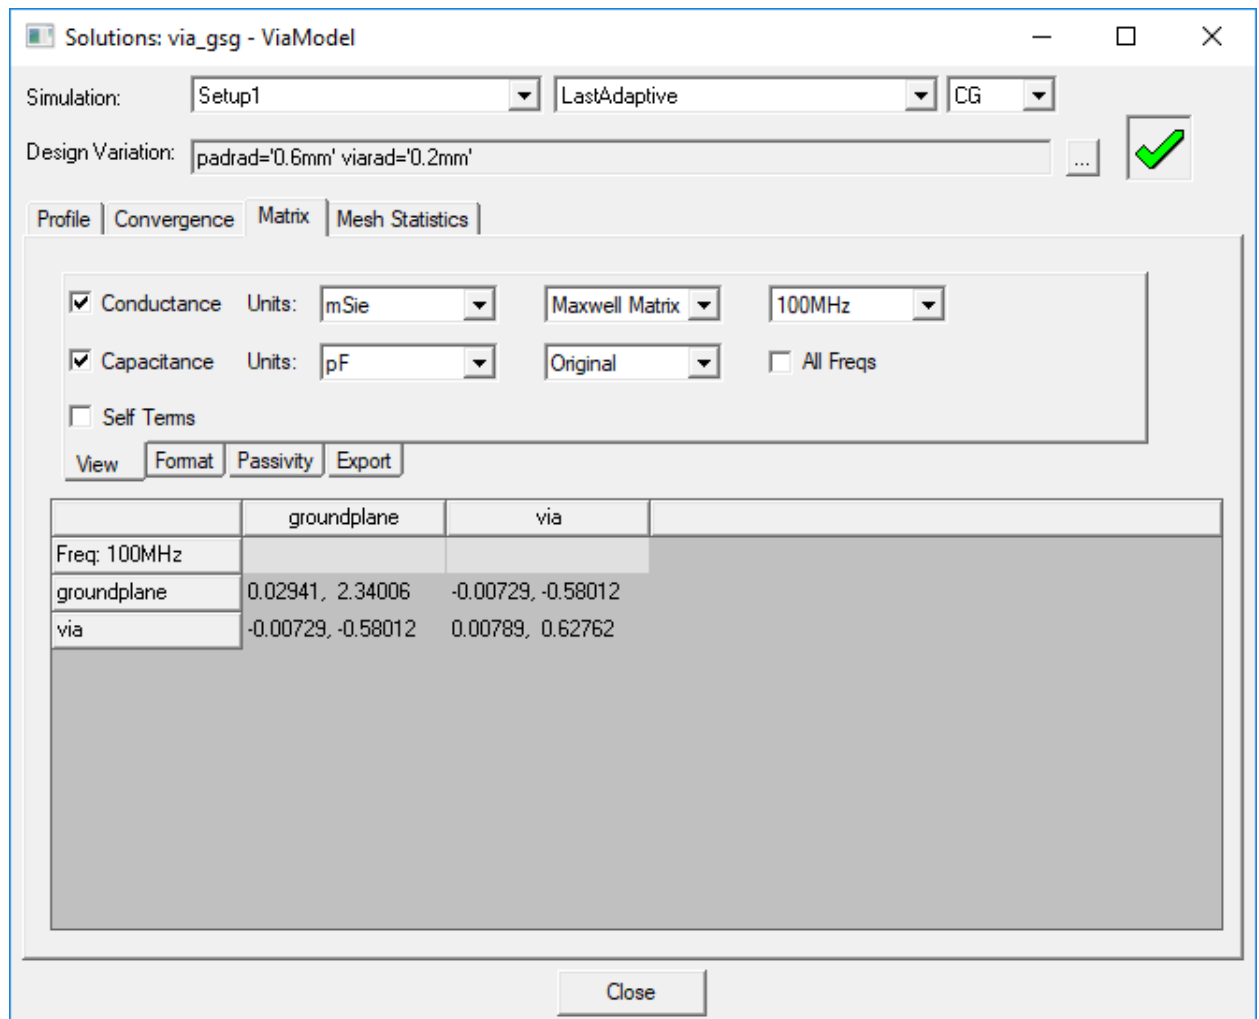 Solutions: via_gsg - ViaModel
Simulation: Setup1 LastAdaptive CG
Design Variation: padrad='0.6mm' viarad='0.2mm' ...
Profile Convergence Matrix Mesh Statistics
Conductance Units: mSie Maxwell Matrix 100MHz
Capacitance Units: pF Original All Freqs
Self Terms
View Format Passivity Export
groundplane via
Freq: 100MHz
groundplane 0.02941, 2.34006 -0.00729, -0.58012
via -0.00729, -0.58012 0.00789, 0.62762
Close